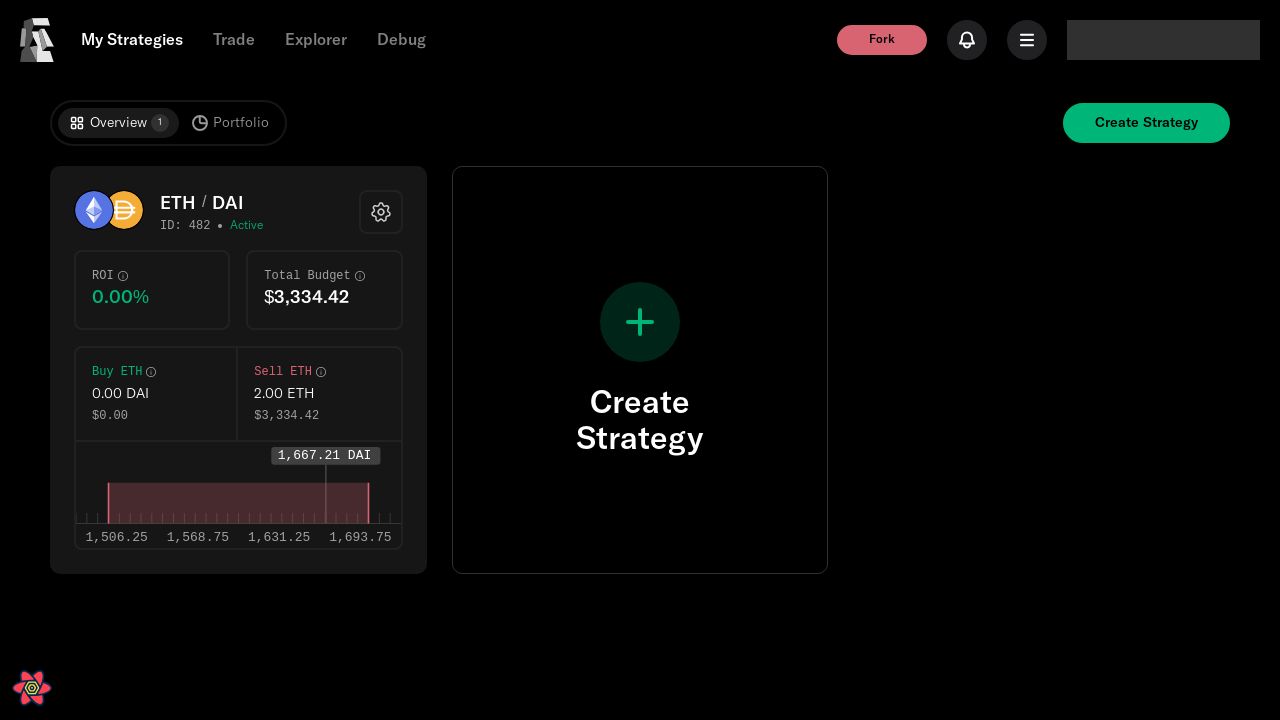 My Strategies
Trade
Explorer
Debug
Fork
Overview 1
Portfolio
Create Strategy
ETH / DAI
ID: 482 • Active
ROI
0.00%
Total Budget
$3,334.42
Buy ETH
0.00 DAI
$0.00
Sell ETH
2.00 ETH
$3,334.42
1,667.21 DAI
1,506.25
1,568.75
1,631.25
1,693.75
Create
Strategy